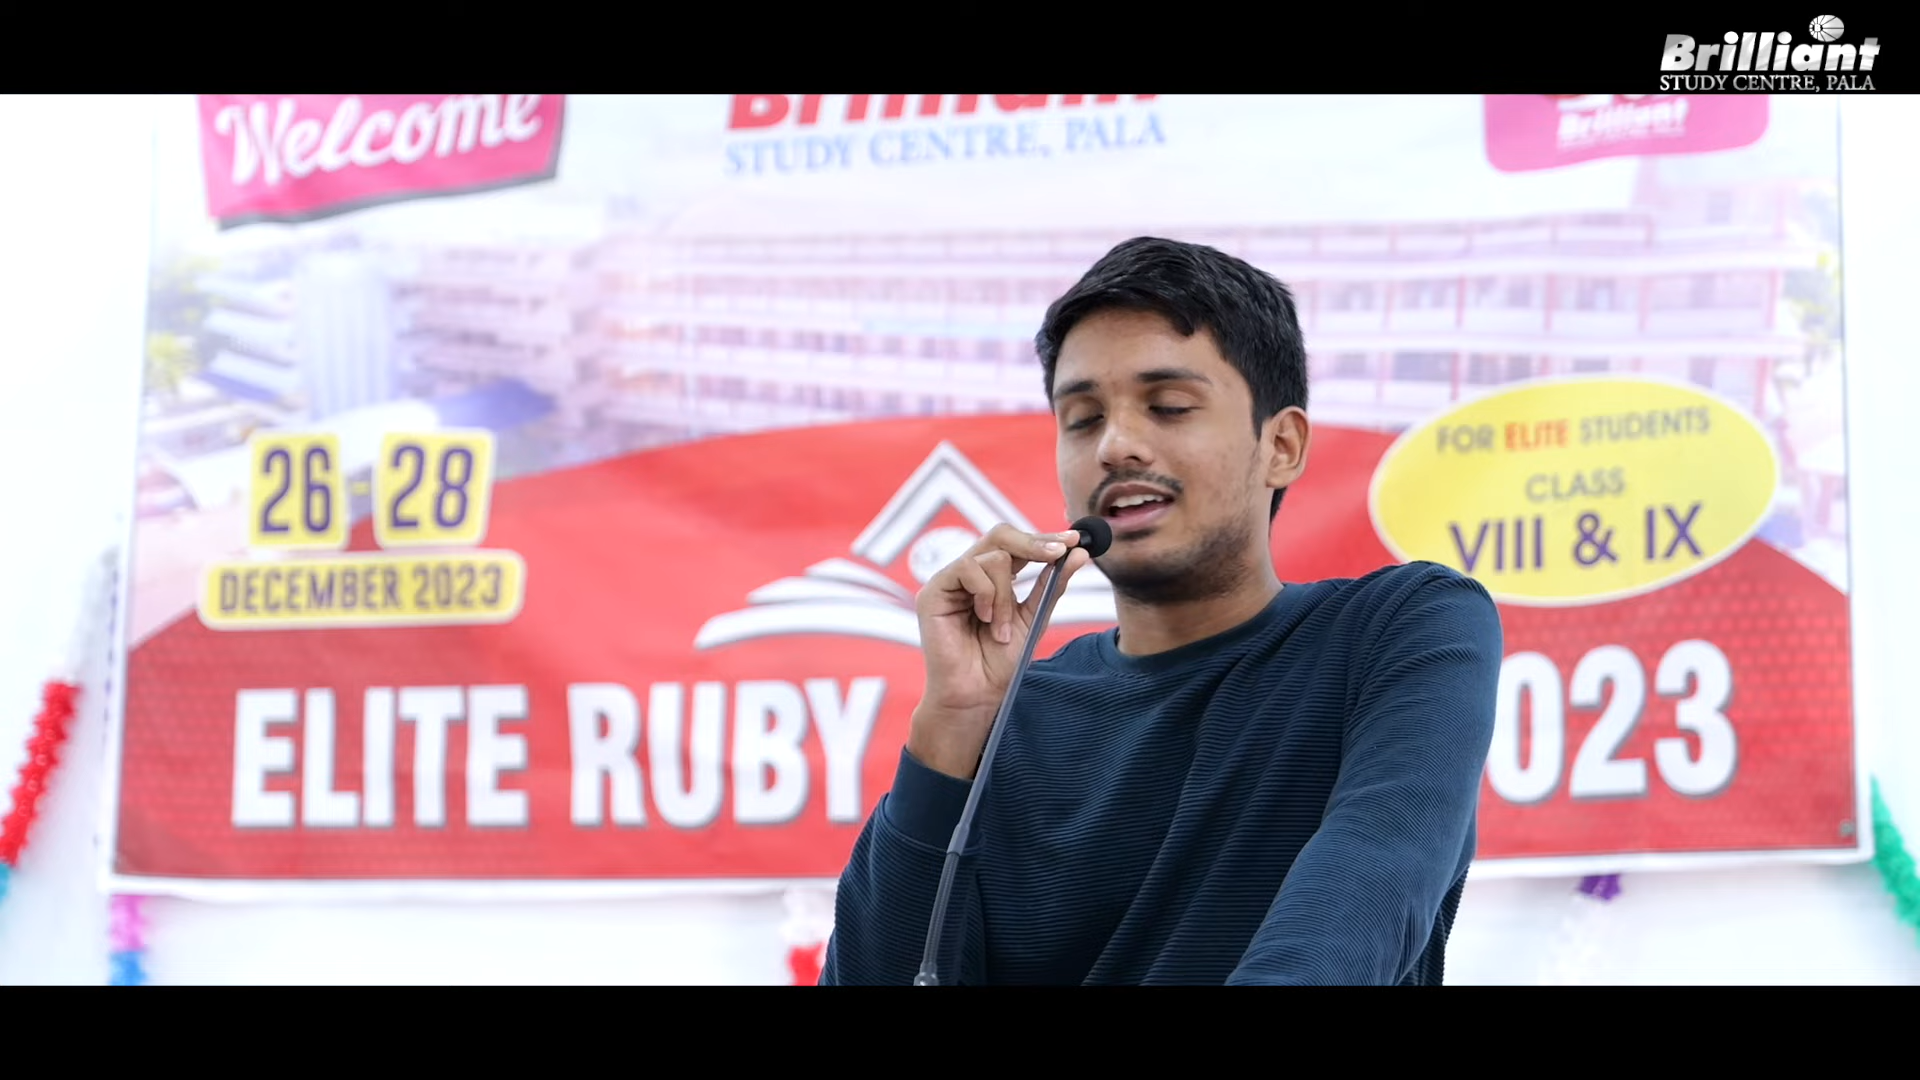 Brilliant
STUDY CENTRE, PALA
Welcome
Brilliant
STUDY CENTRE, PALA
Brilliant
26 28
DECEMBER 2023
FOR ELITE STUDENTS
CLASS
VIII & IX
ELITE RUBY 023